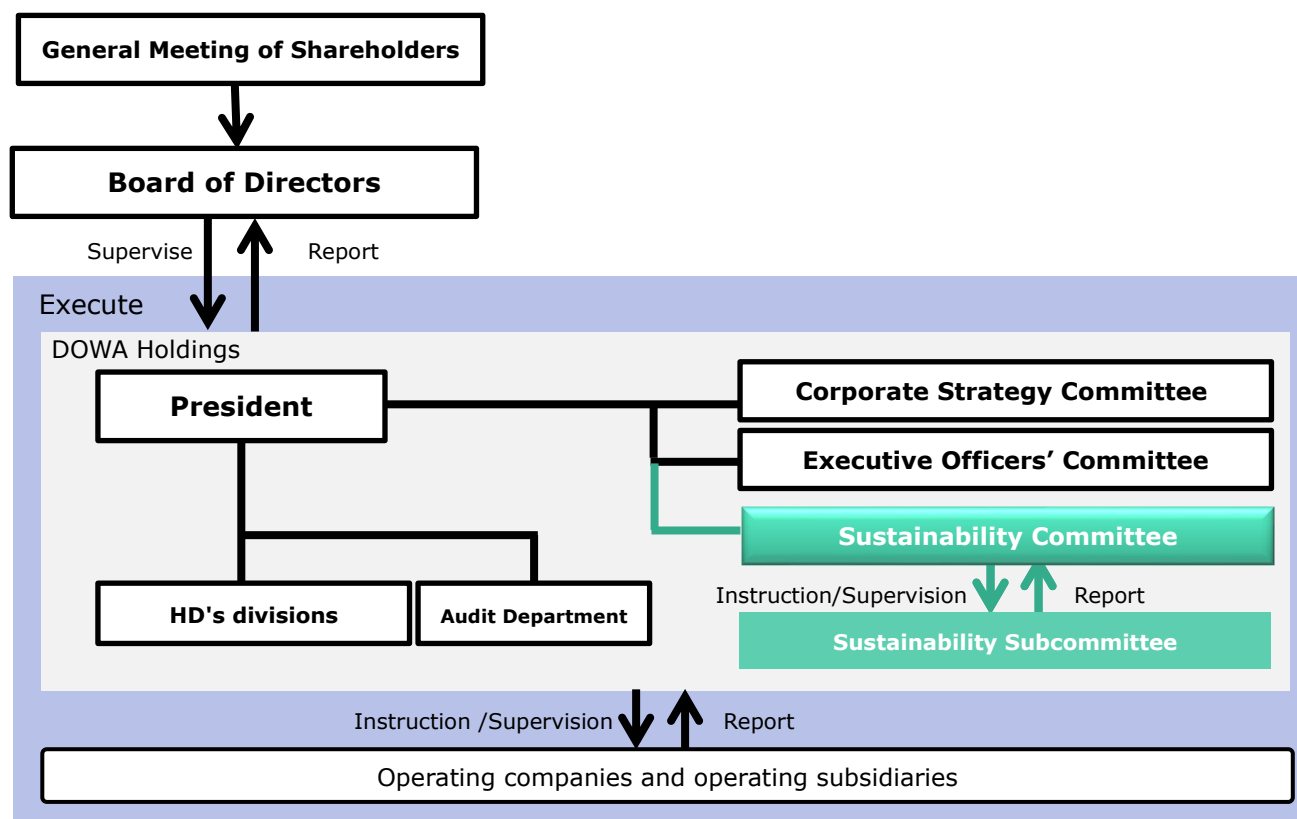 General Meeting of Shareholders
Board of Directors
Supervise
Report
Execute
DOWA Holdings
President
Corporate Strategy Committee
Executive Officers’ Committee
Sustainability Committee
Instruction/Supervision
Report
Sustainability Subcommittee
HD's divisions
Audit Department
Instruction /Supervision
Report
Operating companies and operating subsidiaries